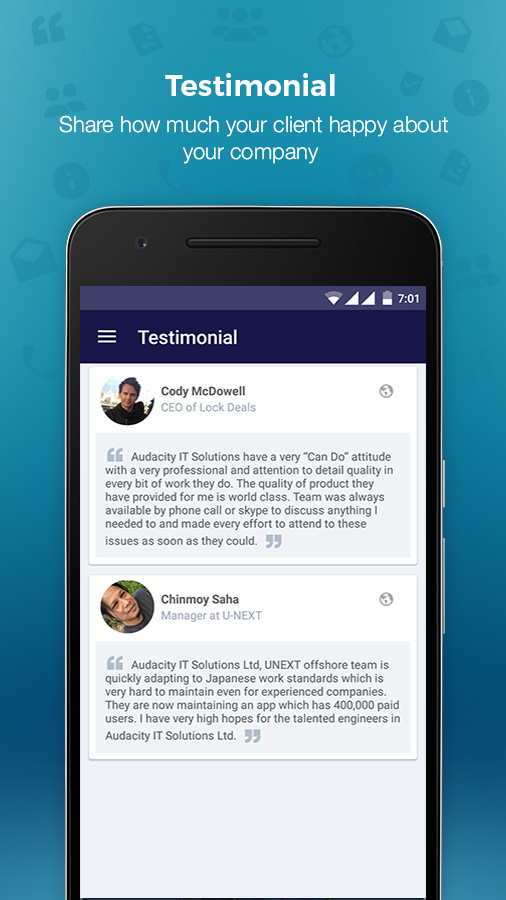 Testimonial
Share how much your client happy about
your company
7:01
Testimonial
Cody McDowell
CEO of Lock Deals
“ Audacity IT Solutions have a very “Can Do” attitude
with a very professional and attention to detail quality in
every bit of work they do. The quality of product they
have provided for me is world class. Team was always
available by phone call or skype to discuss anything I
needed to and made every effort to attend to these
issues as soon as they could. ”
Chinmoy Saha
Manager at U-NEXT
“ Audacity IT Solutions Ltd, UNEXT offshore team is
quickly adapting to Japanese work standards which is
very hard to maintain even for experienced companies.
They are now maintaining an app which has 400,000 paid
users. I have very high hopes for the talented engineers in
Audacity IT Solutions Ltd. ”